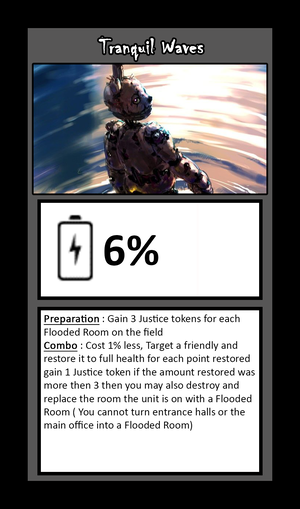 Tranquil Waves
6%
Preparation : Gain 3 Justice tokens for each
Flooded Room on the field
Combo : Cost 1% less, Target a friendly and
restore it to full health for each point restored
gain 1 Justice token if the amount restored was
more then 3 then you may also destroy and
replace the room the unit is on with a Flooded
Room ( You cannot turn entrance halls or the
main office into a Flooded Room)